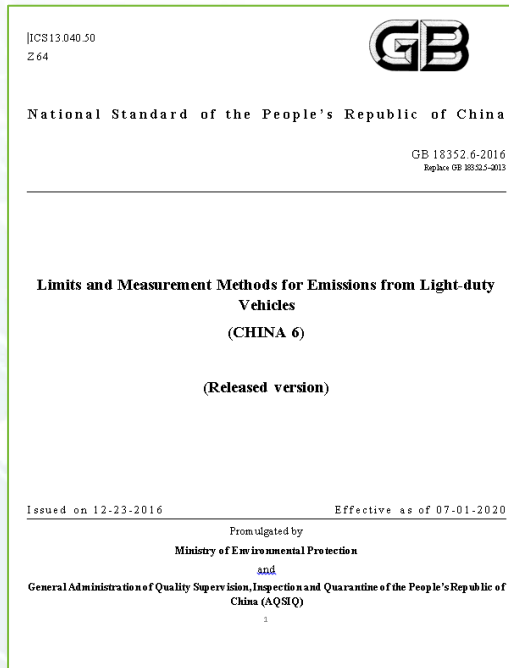 ICS13.040.50
Z 64
GB
National Standard of the People's Republic of China
GB 18352.6-2016
Replace GB 18352.5-2013
Limits and Measurement Methods for Emissions from Light-duty
Vehicles
(CHINA 6)
(Released version)
Issued on 12-23-2016 Effective as of 07-01-2020
Promulgated by
Ministry of Environmental Protection
and
General Administration of Quality Supervision, Inspection and Quarantine of the People's Republic of
China (AQSIQ)
1